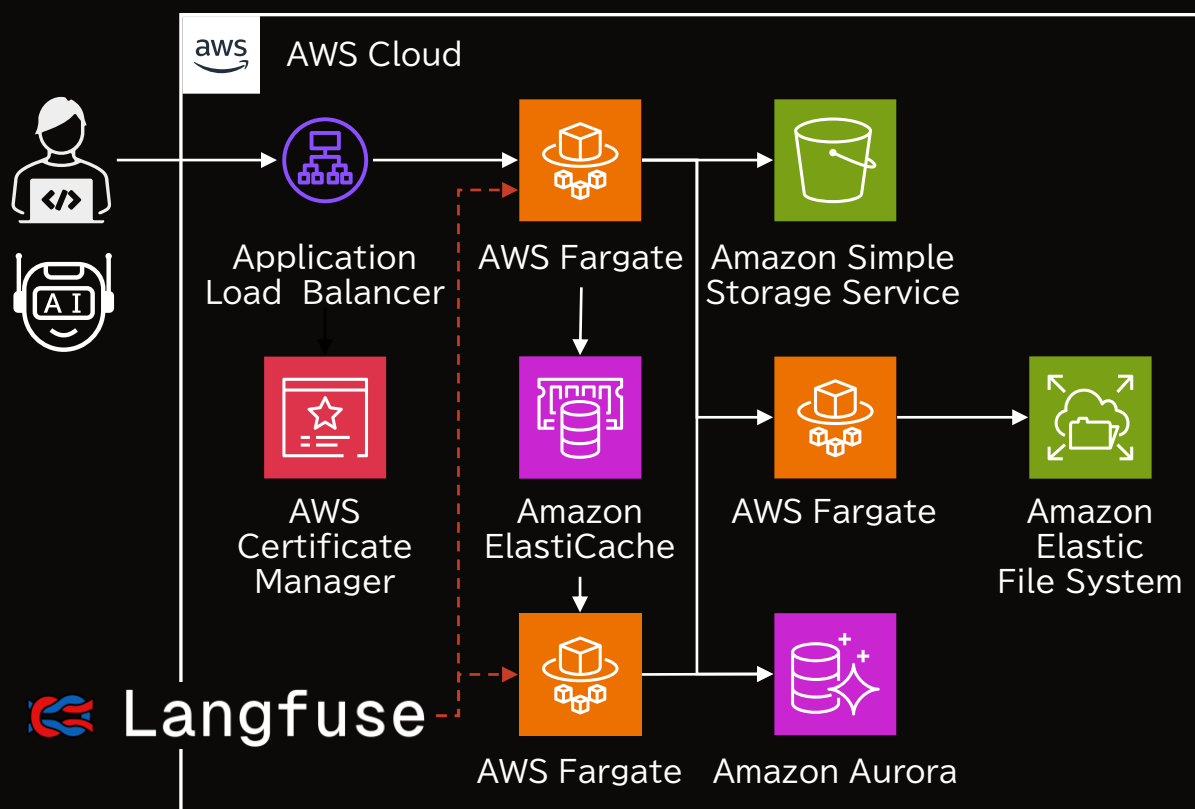 aws
AWS Cloud
</>
AI
Application
Load Balancer
AWS Fargate
Amazon Simple
Storage Service
AWS
Certificate
Manager
Amazon
ElastiCache
AWS Fargate
Amazon
Elastic
File System
Langfuse
AWS Fargate
Amazon Aurora